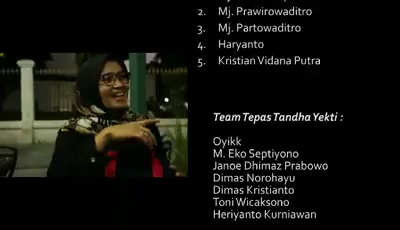 2. Mj. Prawirowaditro
3. Mj. Partowaditro
4. Haryanto
5. Kristian Vidana Putra
Team Tepas Tandha Yekti :
Oyikk
M. Eko Septiyono
Janoe Dhimaz Prabowo
Dimas Norohayu
Dimas Kristianto
Toni Wicaksono
Heriyanto Kurniawan